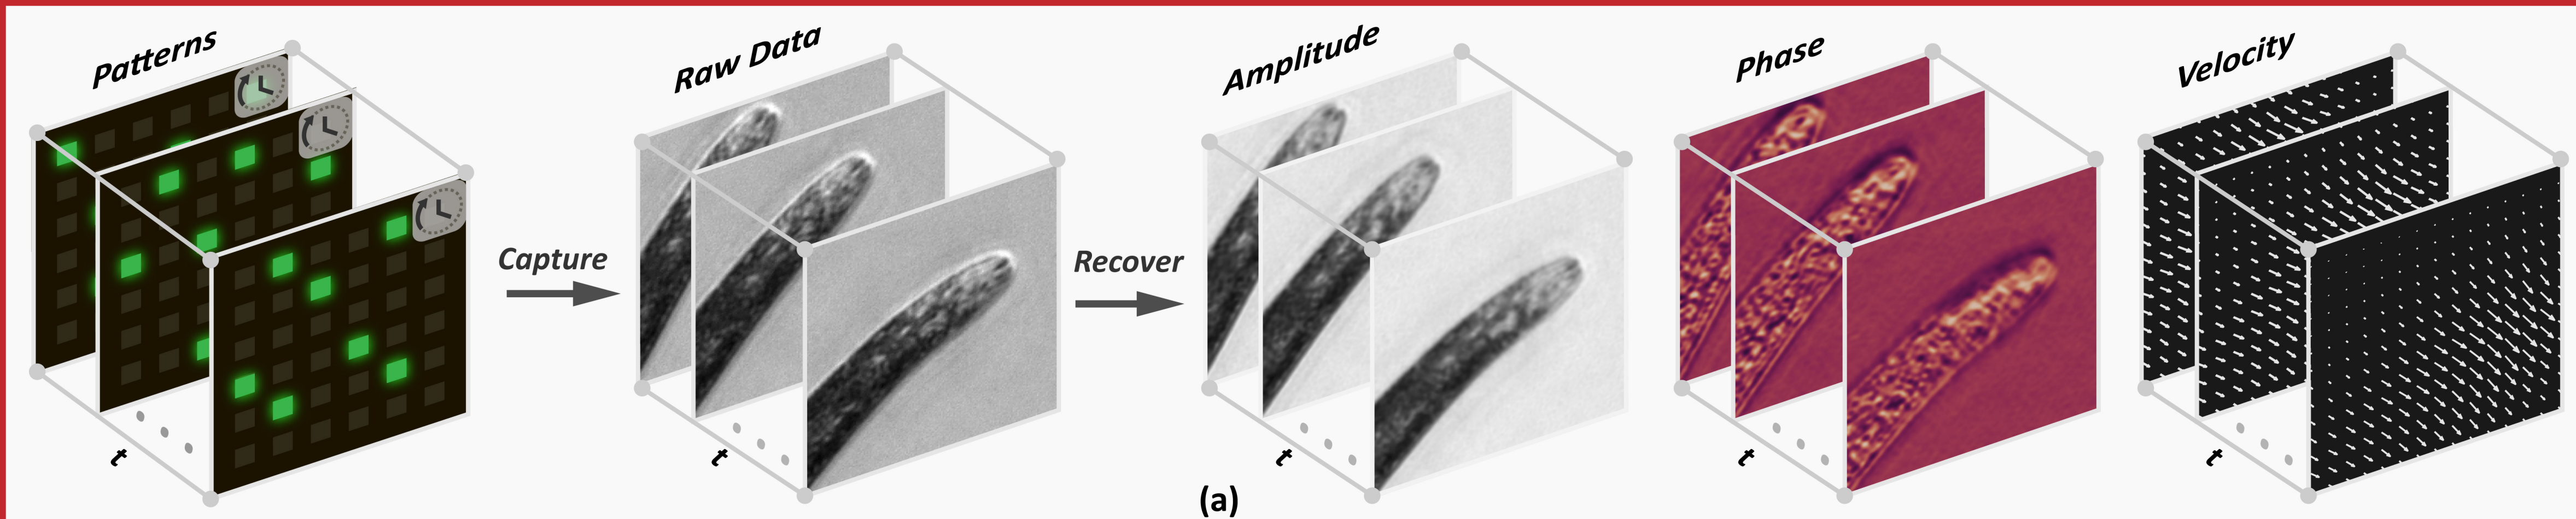 Patterns
Raw Data
Amplitude
Phase
Velocity
Capture
Recover
t
t
t
t
t
(a)